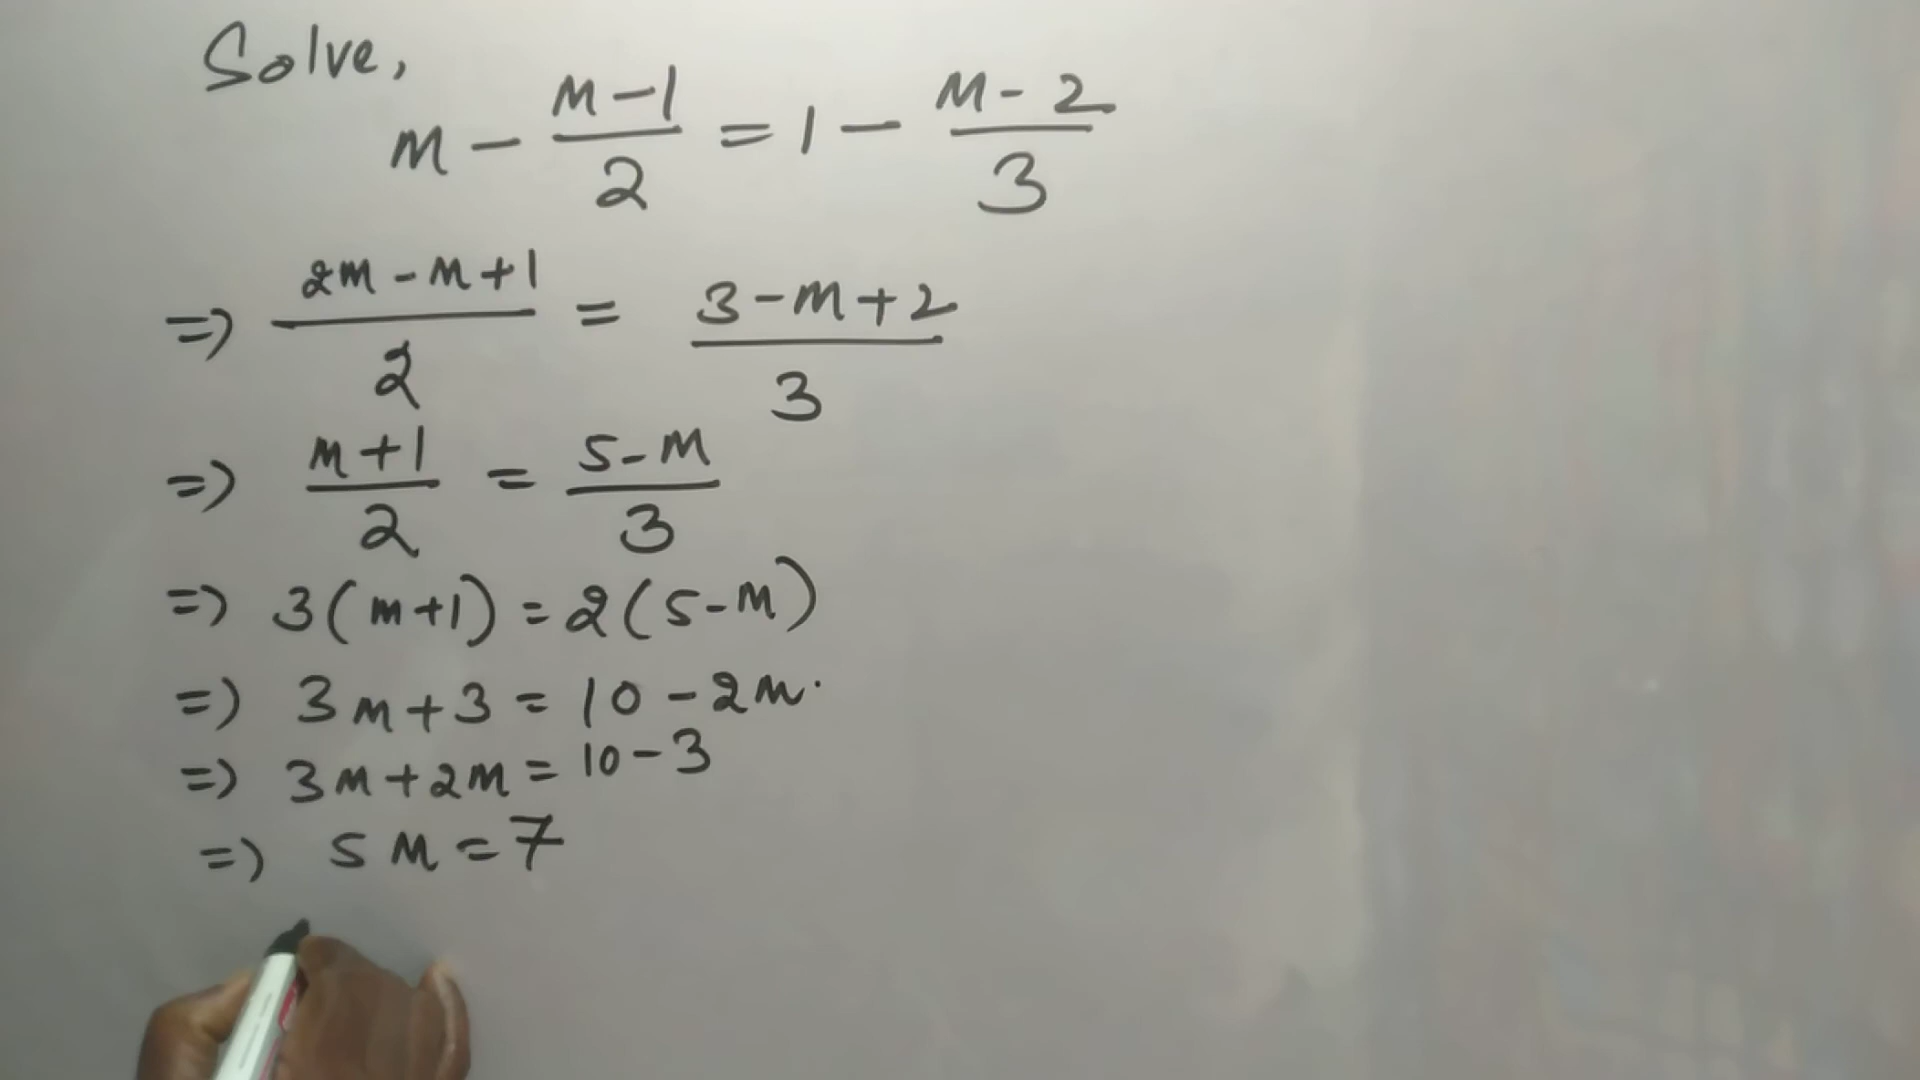 Solve,
m - (m-1)/2 = 1 - (m-2)/3
=> (2m-m+1)/2 = (3-m+2)/3
=> (m+1)/2 = (5-m)/3
=> 3(m+1) = 2(5-m)
=> 3m+3 = 10-2m.
=> 3m+2m = 10-3
=> 5m = 7